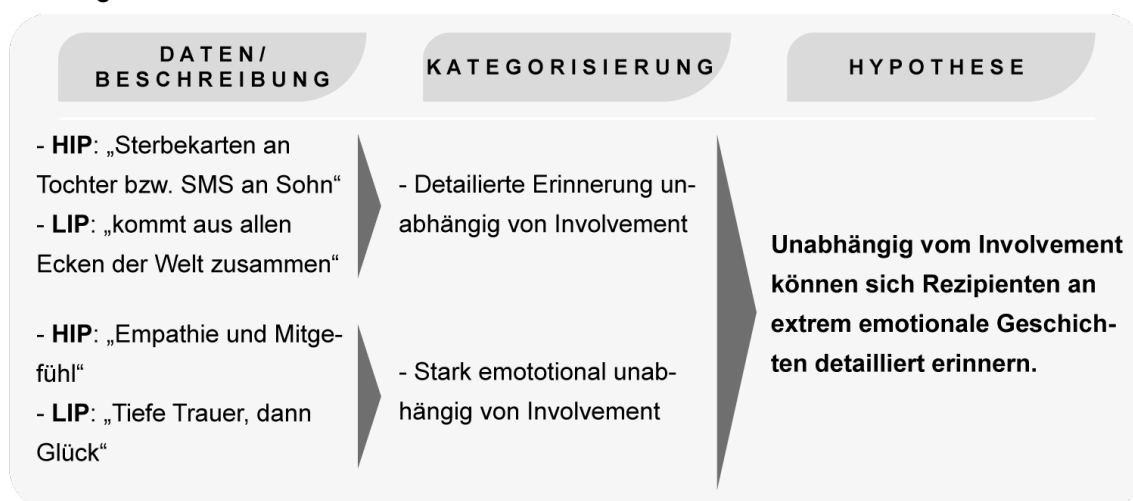 DATEN/
BESCHREIBUNG
KATEGORISIERUNG
HYPOTHESE
- HIP: „Sterbekarten an
Tochter bzw. SMS an Sohn“
- LIP: „kommt aus allen
Ecken der Welt zusammen“
- HIP: „Empathie und Mitge-
fühl“
- LIP: „Tiefe Trauer, dann
Glück“
- Detailierte Erinnerung un-
abhängig von Involvement
- Stark emototional unab-
hängig von Involvement
Unabhängig vom Involvement
können sich Rezipienten an
extrem emotionale Geschich-
ten detailliert erinnern.